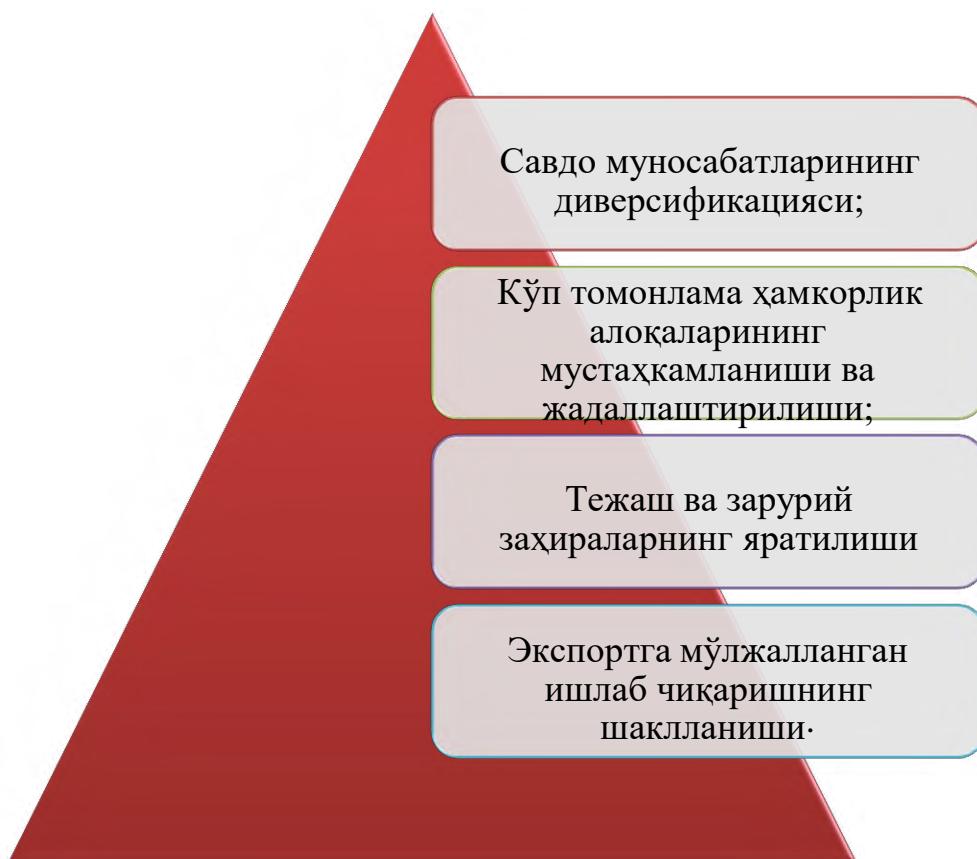 Савдо муносабатларининг
диверсификацияси;
Кўп томонлама ҳамкорлик
алоқаларининг
мустаҳкамланиши ва
жадаллаштирилиши;
Тежаш ва зарурий
заҳираларнинг яратилиши
Экспортга мўлжалланган
ишлаб чиқаришнинг
шаклланиши.